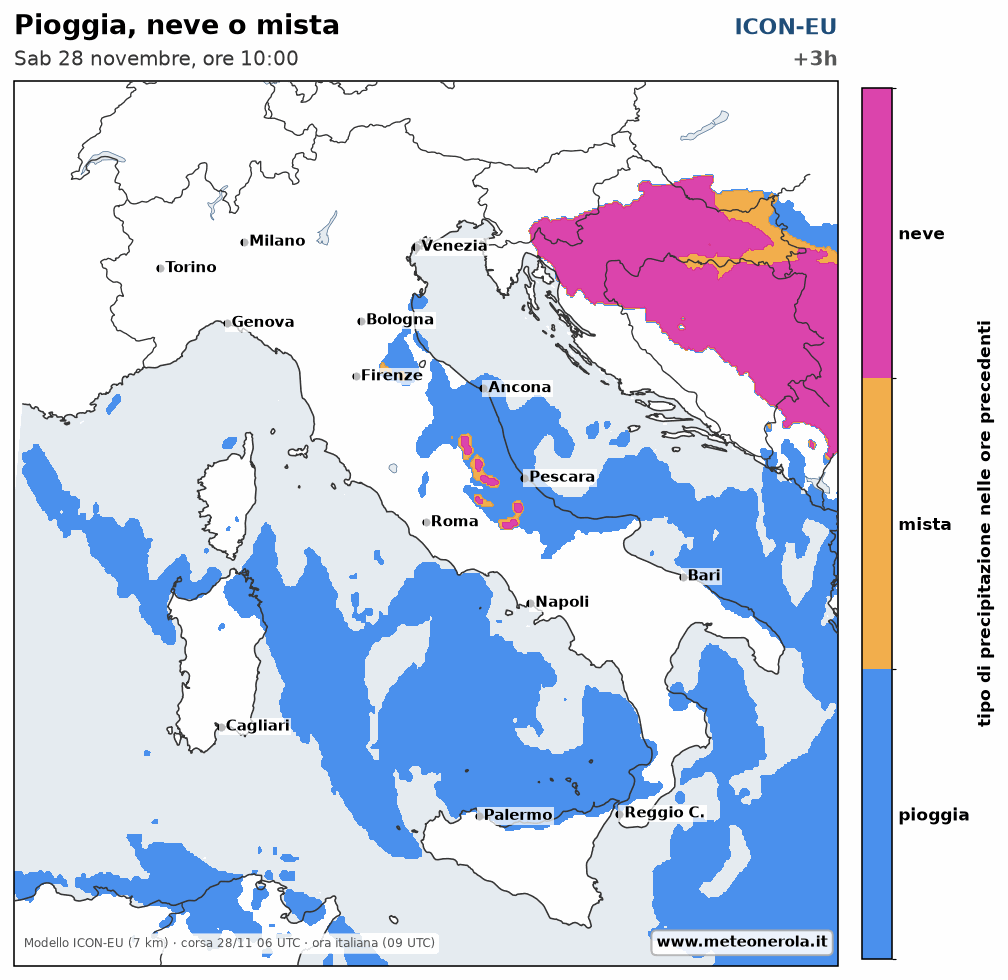 Pioggia, neve o mista
ICON-EU
Sab 28 novembre, ore 10:00
+3h
neve
Milano
Venezia
Torino
Genova
Bologna
Firenze
Ancona
Pescara
Roma
mista
Bari
Napoli
Cagliari
Palermo
Reggio C.
pioggia
tipo di precipitazione nelle ore precedenti
Modello ICON-EU (7 km) · corsa 28/11 06 UTC · ora italiana (09 UTC)
www.meteonerola.it